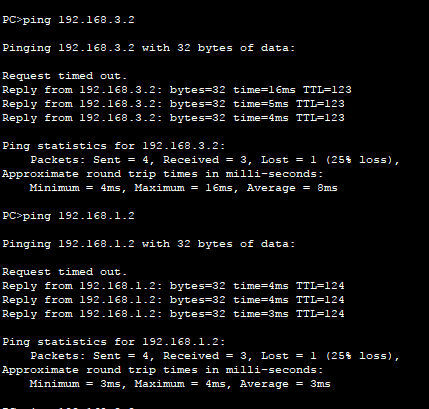 PC>ping 192.168.3.2
Pinging 192.168.3.2 with 32 bytes of data:
Request timed out.
Reply from 192.168.3.2: bytes=32 time=16ms TTL=123
Reply from 192.168.3.2: bytes=32 time=5ms TTL=123
Reply from 192.168.3.2: bytes=32 time=4ms TTL=123
Ping statistics for 192.168.3.2:
Packets: Sent = 4, Received = 3, Lost = 1 (25% loss),
Approximate round trip times in milli-seconds:
Minimum = 4ms, Maximum = 16ms, Average = 8ms
PC>ping 192.168.1.2
Pinging 192.168.1.2 with 32 bytes of data:
Request timed out.
Reply from 192.168.1.2: bytes=32 time=4ms TTL=124
Reply from 192.168.1.2: bytes=32 time=4ms TTL=124
Reply from 192.168.1.2: bytes=32 time=3ms TTL=124
Ping statistics for 192.168.1.2:
Packets: Sent = 4, Received = 3, Lost = 1 (25% loss),
Approximate round trip times in milli-seconds:
Minimum = 3ms, Maximum = 4ms, Average = 3ms